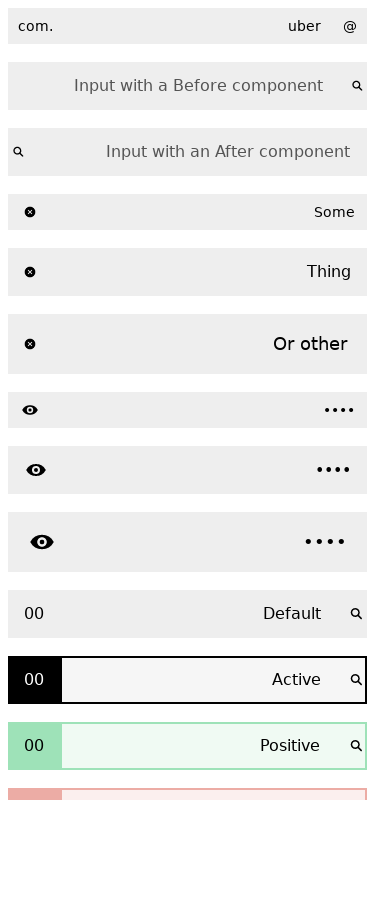 com. uber @
Input with a Before component
Input with an After component
Some
Thing
Or other
••••
••••
••••
00 Default
00 Active
00 Positive